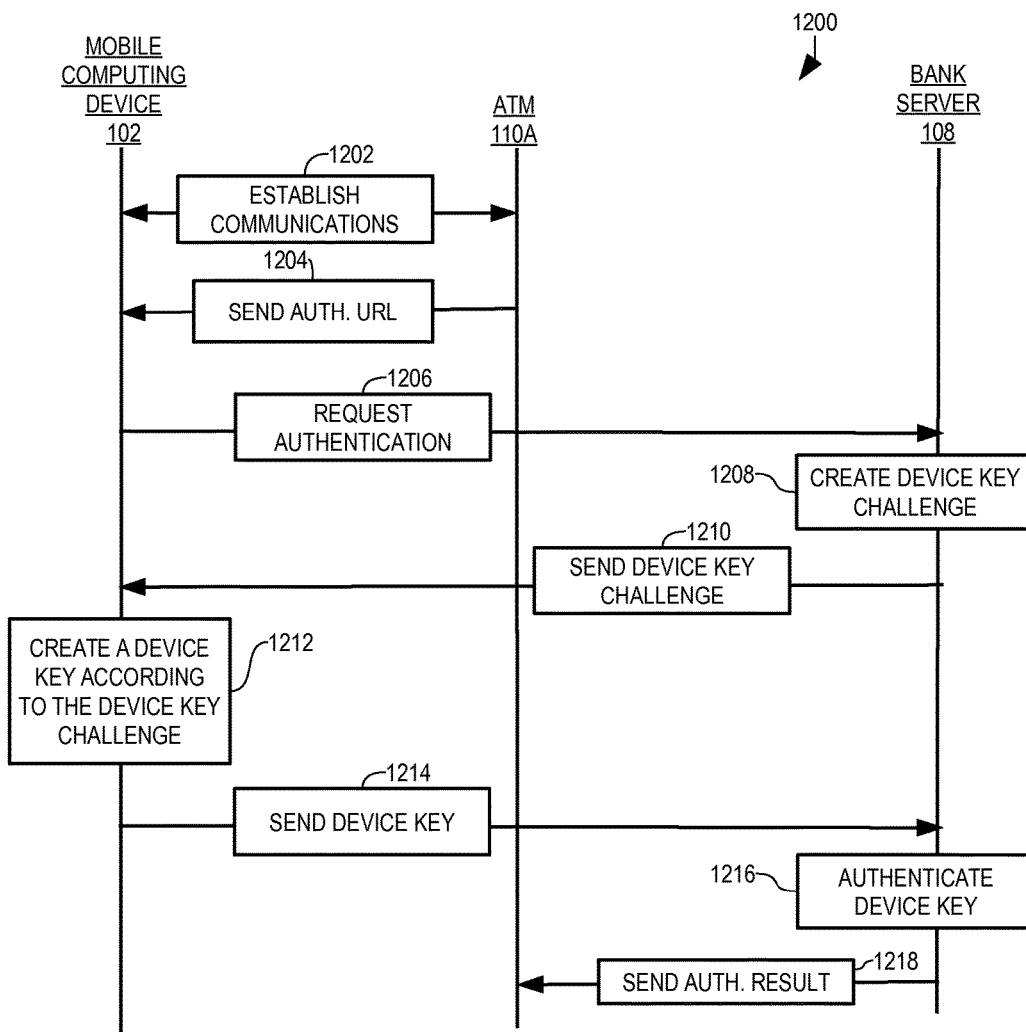 1200
MOBILE
COMPUTING
DEVICE
102
ATM
110A
BANK
SERVER
108
1202
ESTABLISH
COMMUNICATIONS
1204
SEND AUTH. URL
1206
REQUEST
AUTHENTICATION
1208
CREATE DEVICE KEY
CHALLENGE
1210
SEND DEVICE KEY
CHALLENGE
CREATE A DEVICE
KEY ACCORDING
TO THE DEVICE KEY
CHALLENGE
1212
1214
SEND DEVICE KEY
1216
AUTHENTICATE
DEVICE KEY
1218
SEND AUTH. RESULT